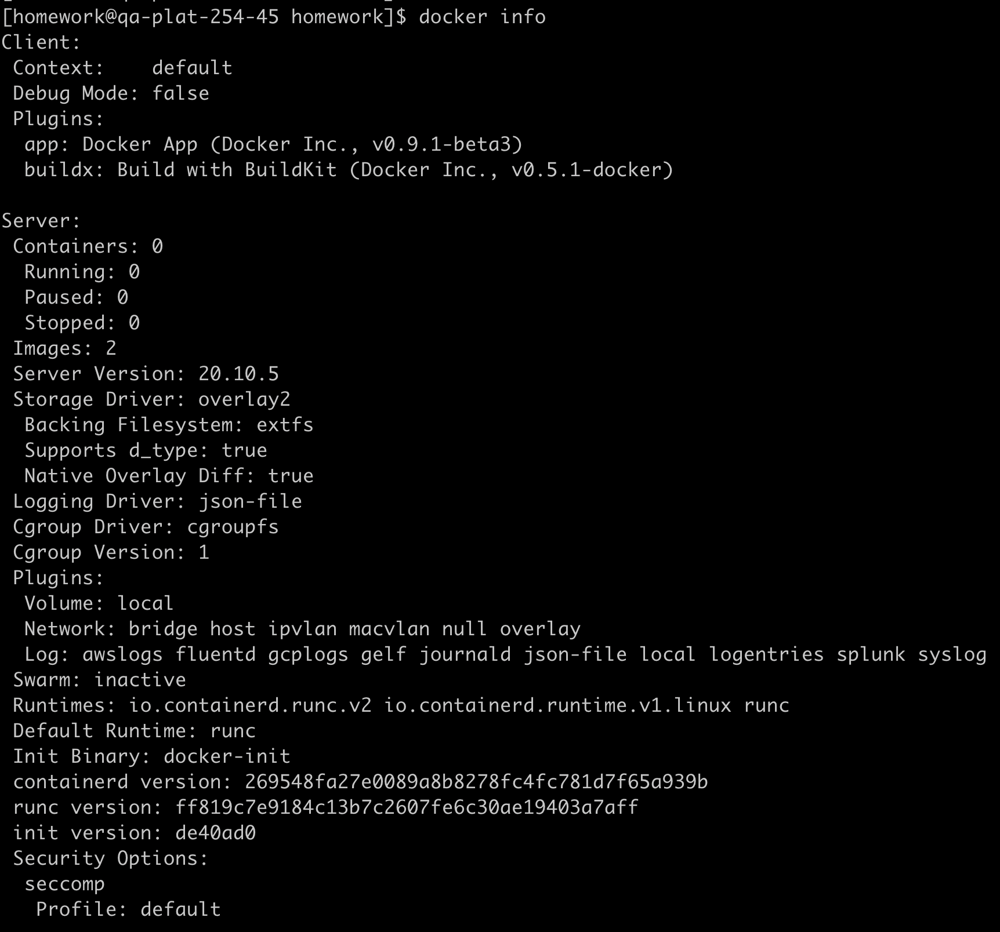 [homework@qa-plat-254-45 homework]$ docker info
Client:
 Context:    default
 Debug Mode: false
 Plugins:
  app: Docker App (Docker Inc., v0.9.1-beta3)
  buildx: Build with BuildKit (Docker Inc., v0.5.1-docker)

Server:
 Containers: 0
  Running: 0
  Paused: 0
  Stopped: 0
 Images: 2
 Server Version: 20.10.5
 Storage Driver: overlay2
  Backing Filesystem: extfs
  Supports d_type: true
  Native Overlay Diff: true
 Logging Driver: json-file
 Cgroup Driver: cgroupfs
 Cgroup Version: 1
 Plugins:
  Volume: local
  Network: bridge host ipvlan macvlan null overlay
  Log: awslogs fluentd gcplogs gelf journald json-file local logentries splunk syslog
 Swarm: inactive
 Runtimes: io.containerd.runc.v2 io.containerd.runtime.v1.linux runc
 Default Runtime: runc
 Init Binary: docker-init
 containerd version: 269548fa27e0089a8b8278fc4fc781d7f65a939b
 runc version: ff819c7e9184c13b7c2607fe6c30ae19403a7aff
 init version: de40ad0
 Security Options:
  seccomp
   Profile: default